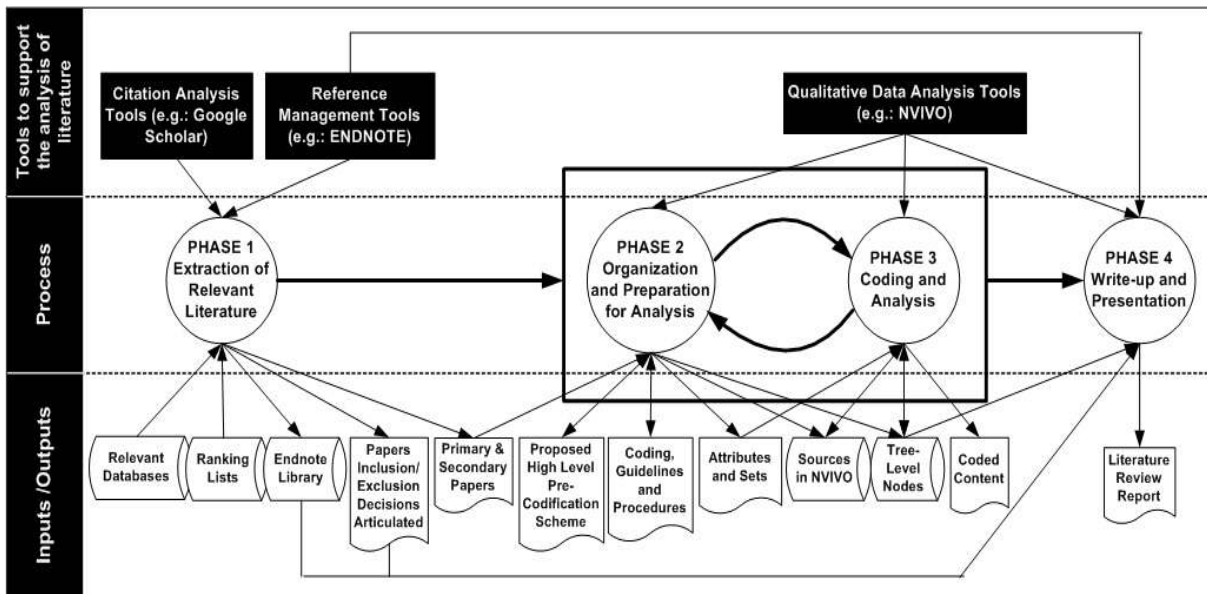 Tools to support
the analysis of
literature
Citation Analysis
Tools (e.g.: Google
Scholar)
Reference
Management Tools
(e.g.: ENDNOTE)
Qualitative Data Analysis Tools
(e.g.: NVIVO)
Process
PHASE 1
Extraction of
Relevant
Literature
PHASE 2
Organization
and Preparation
for Analysis
PHASE 3
Coding and
Analysis
PHASE 4
Write-up and
Presentation
Inputs /Outputs
Relevant
Databases
Ranking
Lists
Endnote
Library
Papers
Inclusion/
Exclusion
Decisions
Articulated
Primary &
Secondary
Papers
Proposed
High Level
Pre-
Codification
Scheme
Coding,
Guidelines
and
Procedures
Attributes
and Sets
Sources
in NVIVO
Tree-
Level
Nodes
Coded
Content
Literature
Review
Report